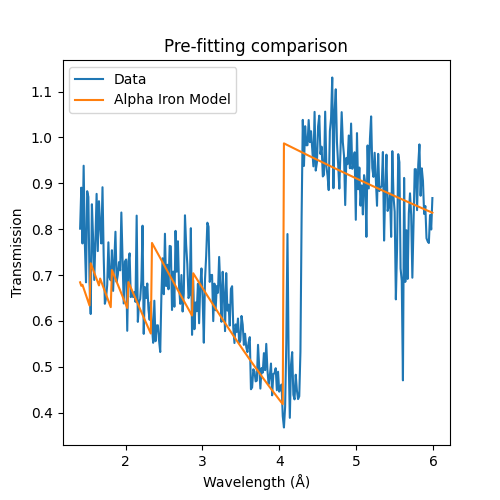 Pre-fitting comparison
Data
Alpha Iron Model
Transmission
1.1
1.0
0.9
0.8
0.7
0.6
0.5
0.4
2
3
4
5
6
Wavelength (Å)